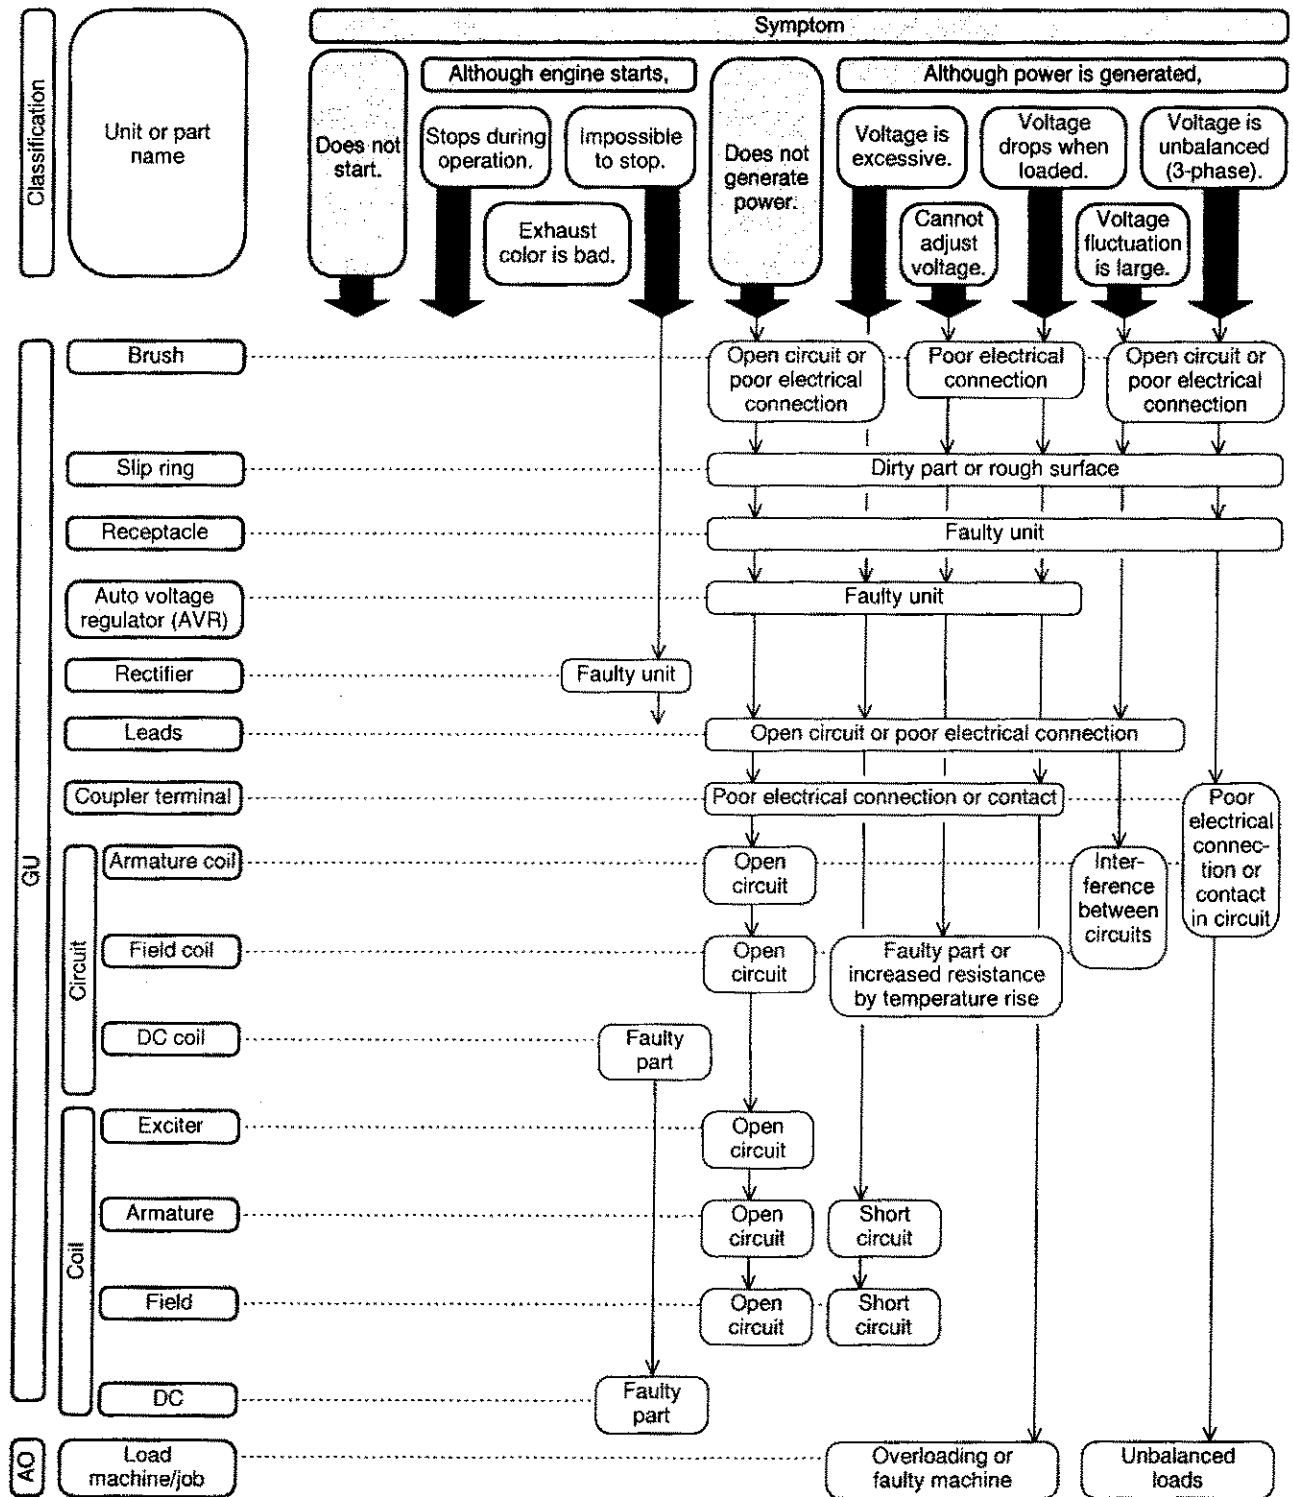 Classification
Unit or part
name
Symptom
Does not
start.
Although engine starts,
Stops during
operation.
Impossible
to stop.
Exhaust
color is bad.
Does not
generate
power.
Although power is generated,
Voltage is
excessive.
Voltage
drops when
loaded.
Voltage is
unbalanced
(3-phase).
Cannot
adjust
voltage.
Voltage
fluctuation
is large.
GU
Brush
Open circuit or
poor electrical
connection
Poor electrical
connection
Open circuit or
poor electrical
connection
Slip ring
Dirty part or rough surface
Receptacle
Faulty unit
Auto voltage
regulator (AVR)
Faulty unit
Rectifier
Faulty unit
Leads
Open circuit or poor electrical connection
Coupler terminal
Poor electrical connection or contact
Poor
electrical
connec-
tion or
contact
in circuit
Circuit
Armature coil
Open
circuit
Inter-
ference
between
circuits
Field coil
Open
circuit
Faulty part or
increased resistance
by temperature rise
DC coil
Faulty
part
Coil
Exciter
Open
circuit
Armature
Open
circuit
Short
circuit
Field
Open
circuit
Short
circuit
DC
Faulty
part
AO
Load
machine/job
Overloading or
faulty machine
Unbalanced
loads